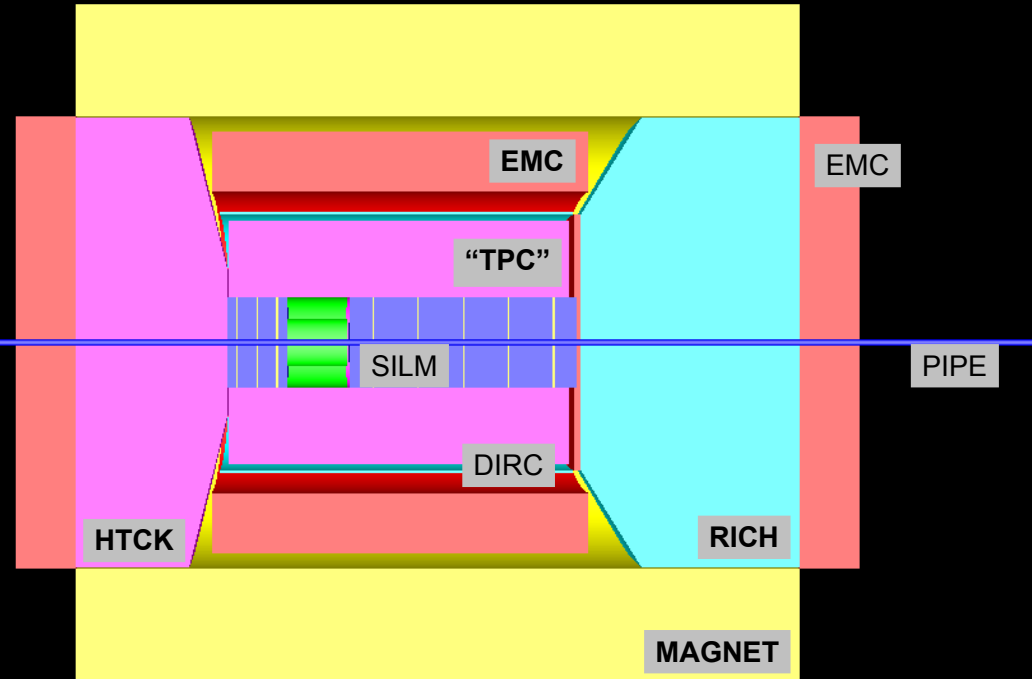 EMC
EMC
“TPC”
SILM
PIPE
DIRC
HTCK
RICH
MAGNET